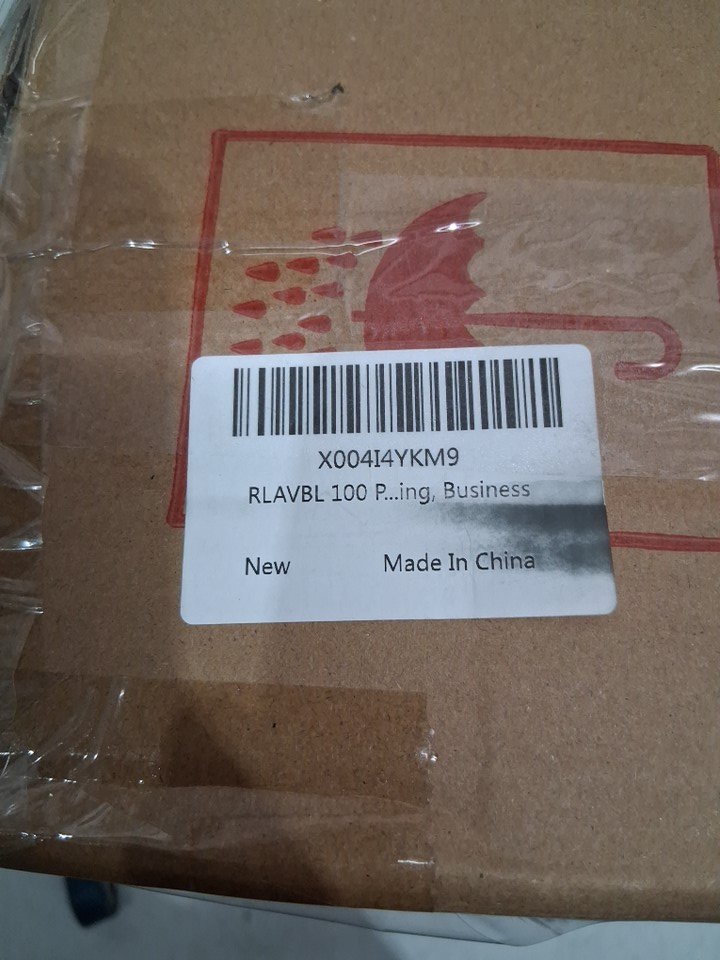 X004I4YKM9
RLAVBL 100 P...ing, Business
New Made In China